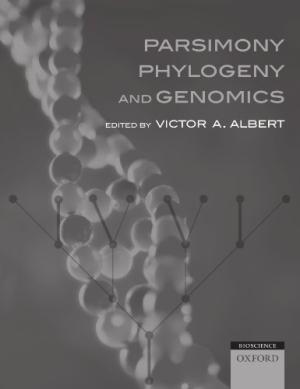 PARSIMONY
PHYLOGENY
AND GENOMICS
EDITED BY VICTOR A. ALBERT
BIOSCIENCE
OXFORD